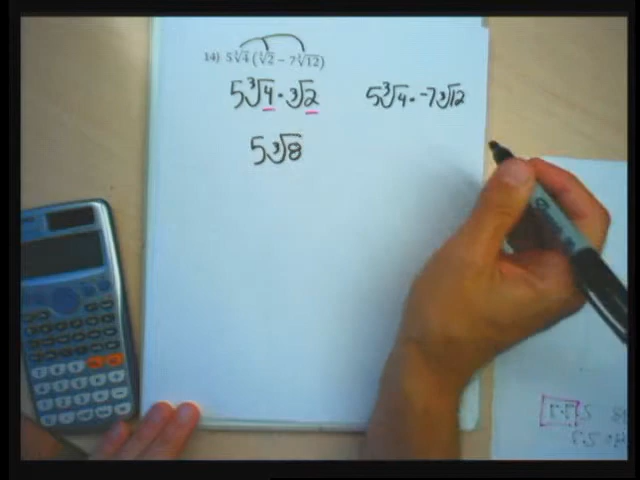 14) 5∛4 (∛2 − 7∛12)
5∛4 • ∛2
5∛4 • -7∛12
5∛8